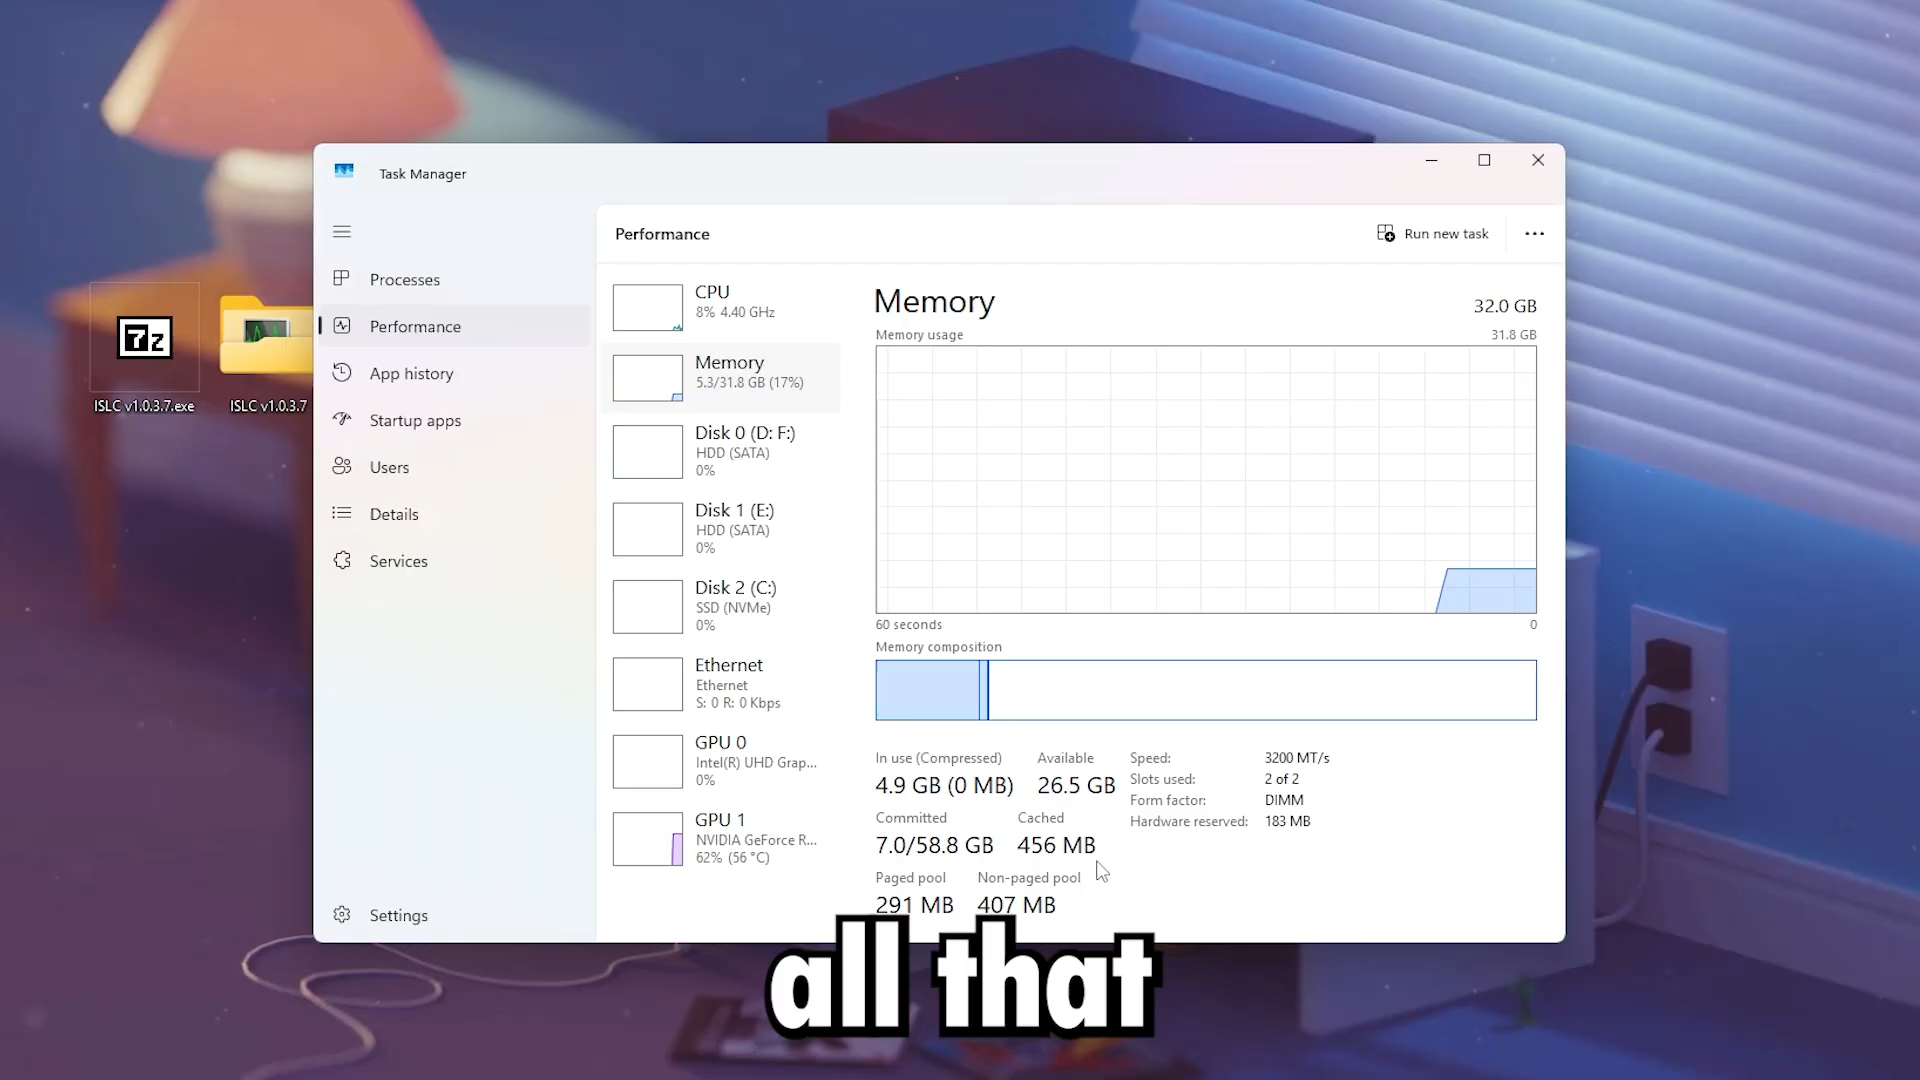 Task Manager
Performance
Run new task
Processes
Performance
App history
Startup apps
Users
Details
Services
Settings
7z
ISLC v1.0.3.7.exe
ISLC v1.0.3.7
CPU
8% 4.40 GHz
Memory
5.3/31.8 GB (17%)
Disk 0 (D: F:)
HDD (SATA)
0%
Disk 1 (E:)
HDD (SATA)
0%
Disk 2 (C:)
SSD (NVMe)
0%
Ethernet
Ethernet
S: 0 R: 0 Kbps
GPU 0
Intel(R) UHD Grap...
0%
GPU 1
NVIDIA GeForce R...
62% (56 °C)
Memory
32.0 GB
Memory usage
31.8 GB
60 seconds
0
Memory composition
In use (Compressed)
4.9 GB (0 MB)
Available
26.5 GB
Committed
7.0/58.8 GB
Cached
456 MB
Paged pool
291 MB
Non-paged pool
407 MB
Speed: 3200 MT/s
Slots used: 2 of 2
Form factor: DIMM
Hardware reserved: 183 MB
all that